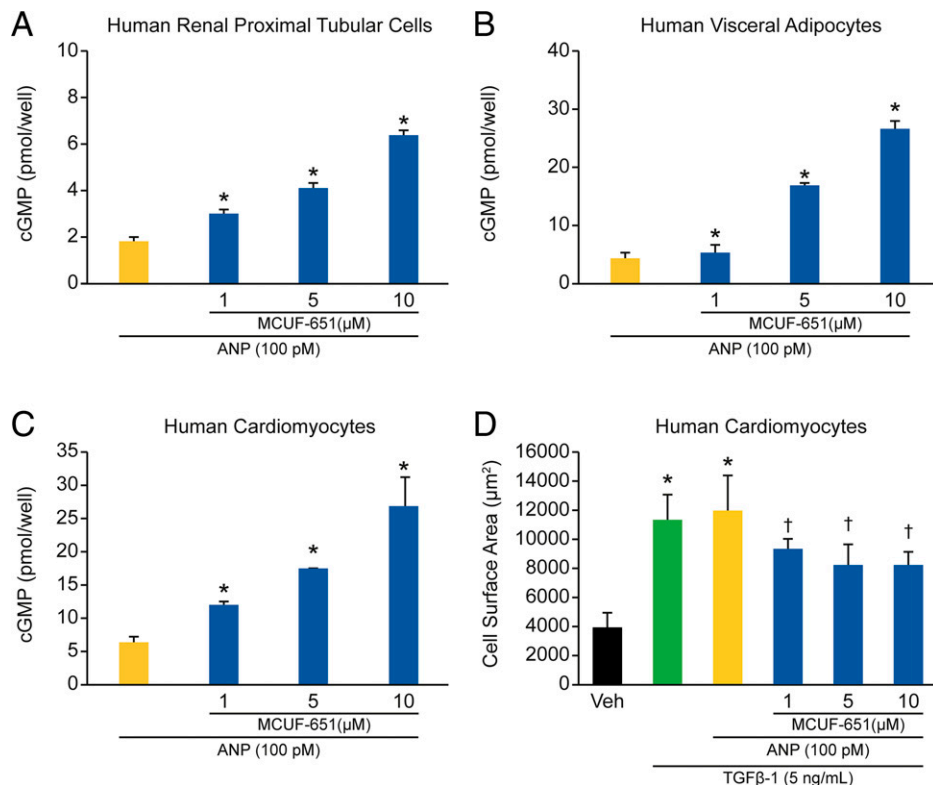 A
Human Renal Proximal Tubular Cells
cGMP (pmol/well)
10
8
6
4
2
0
*
*
*
1 5 10
MCUF-651(μM)
ANP (100 pM)
B
Human Visceral Adipocytes
cGMP (pmol/well)
40
30
20
10
0
*
*
*
1 5 10
MCUF-651(μM)
ANP (100 pM)
C
Human Cardiomyocytes
cGMP (pmol/well)
35
30
25
20
15
10
5
0
*
*
*
1 5 10
MCUF-651(μM)
ANP (100 pM)
D
Human Cardiomyocytes
Cell Surface Area (μm²)
16000
14000
12000
10000
8000
6000
4000
2000
0
* * † † †
Veh 1 5 10
MCUF-651(μM)
ANP (100 pM)
TGFβ-1 (5 ng/mL)